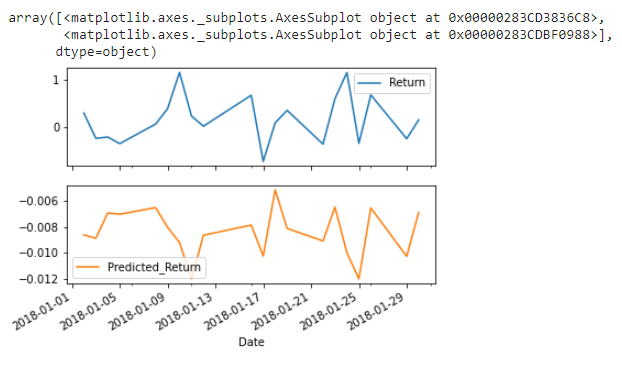 array([<matplotlib.axes._subplots.AxesSubplot object at 0x00000283CD3836C8>,
<matplotlib.axes._subplots.AxesSubplot object at 0x00000283CDBF0988>],
dtype=object)
1
Return
0
−0.006
−0.008
−0.010
Predicted_Return
−0.012
2018-01-01
2018-01-05
2018-01-09
2018-01-13
2018-01-17
2018-01-21
2018-01-25
2018-01-29
Date